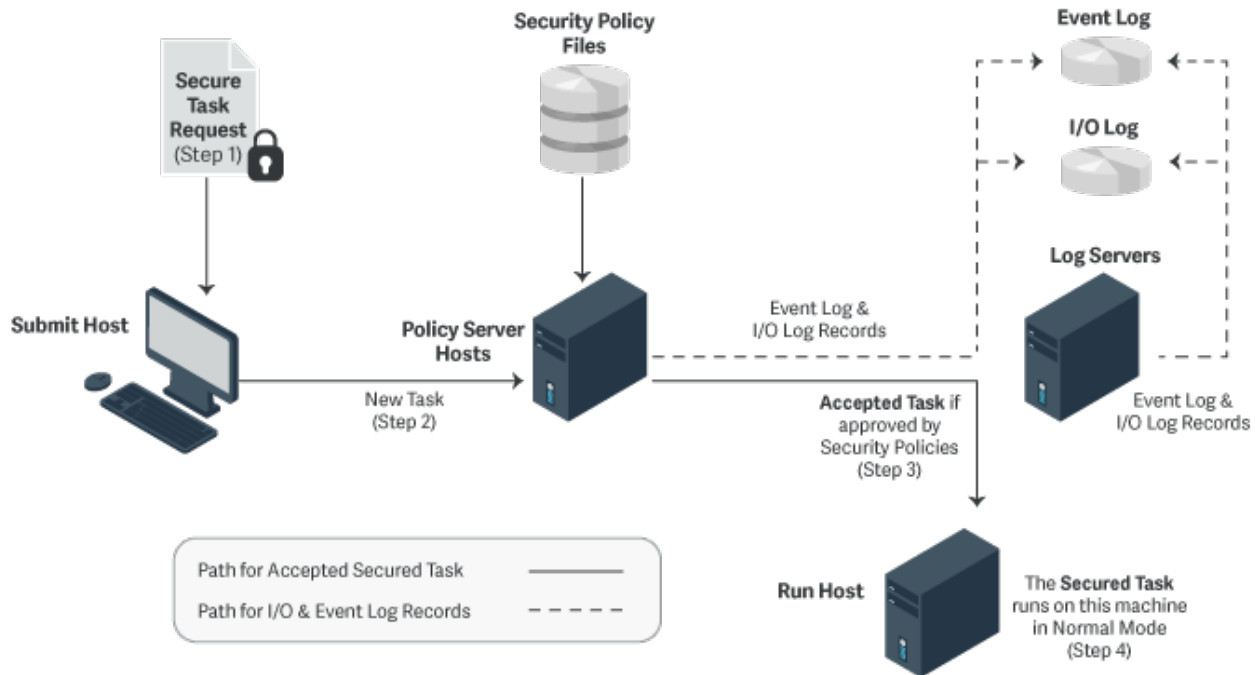 Security Policy
Files
Event Log
Secure
Task
Request
(Step 1)
I/O Log
Log Servers
Submit Host
Policy Server
Hosts
Event Log &
I/O Log Records
New Task
(Step 2)
Accepted Task if
approved by
Security Policies
(Step 3)
Event Log &
I/O Log Records
Path for Accepted Secured Task
Path for I/O & Event Log Records
Run Host
The Secured Task
runs on this machine
in Normal Mode
(Step 4)